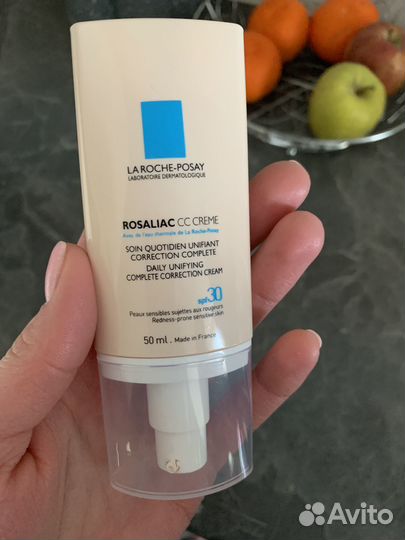 LA ROCHE-POSAY
LABORATOIRE DERMATOLOGIQUE
ROSALIAC CC CREME
Avec de l'eau thermale de La Roche-Posay
SOIN QUOTIDIEN UNIFIANT
CORRECTION COMPLETE
DAILY UNIFYING
COMPLETE CORRECTION CREAM
spf 30
Peaux sensibles sujettes aux rougeurs
Redness-prone sensitive skin
50 ml. Made in France
Avito